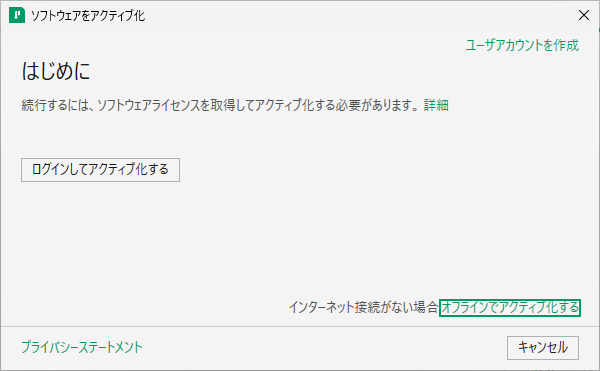 ソフトウェアをアクティブ化
ユーザアカウントを作成
はじめに
続行するには、ソフトウェアライセンスを取得してアクティブ化する必要があります。詳細
ログインしてアクティブ化する
インターネット接続がない場合オフラインでアクティブ化する
プライバシーステートメント
キャンセル